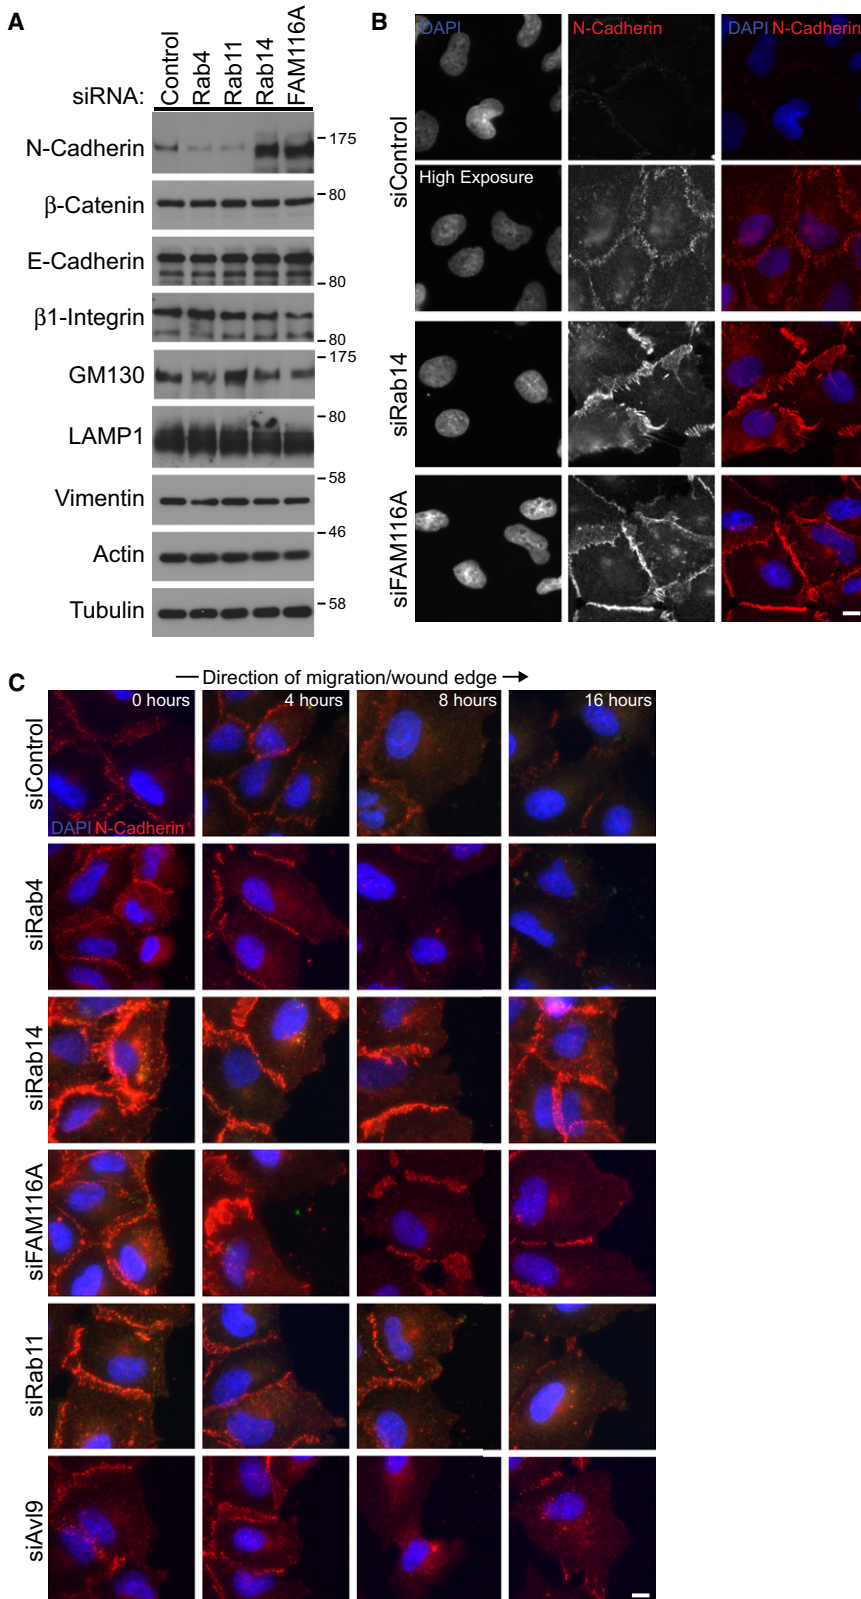 A
siRNA:
Control
Rab4
Rab11
Rab14
FAM116A
N-Cadherin
175
β-Catenin
80
E-Cadherin
80
β1-Integrin
80
GM130
175
LAMP1
80
Vimentin
58
Actin
46
Tubulin
58
B
DAPI
N-Cadherin
DAPI N-Cadherin
siControl
High Exposure
siRab14
siFAM116A
C
Direction of migration/wound edge
0 hours
4 hours
8 hours
16 hours
siControl
DAPI N-Cadherin
siRab4
siRab14
siFAM116A
siRab11
siAvl9